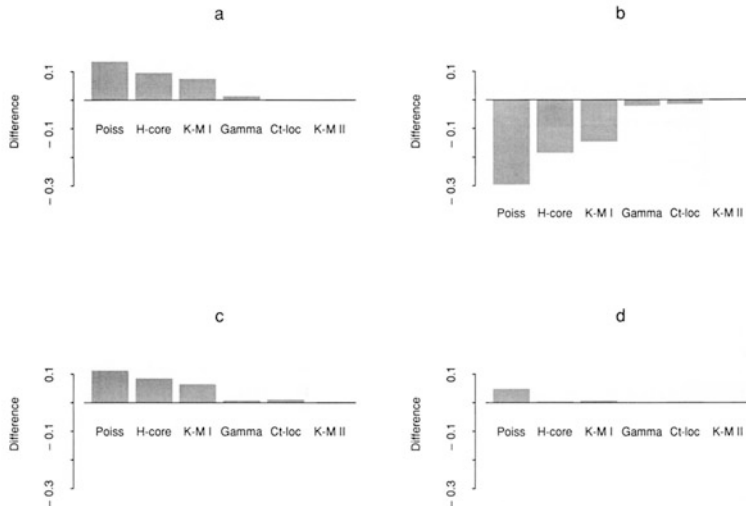 a
Difference
0.1
− 0.1
− 0.3
Poiss H-core K-M I Gamma Ct-loc K-M II
b
Difference
0.1
− 0.1
− 0.3
Poiss H-core K-M I Gamma Ct-loc K-M II
c
Difference
0.1
− 0.1
− 0.3
Poiss H-core K-M I Gamma Ct-loc K-M II
d
Difference
0.1
− 0.1
− 0.3
Poiss H-core K-M I Gamma Ct-loc K-M II